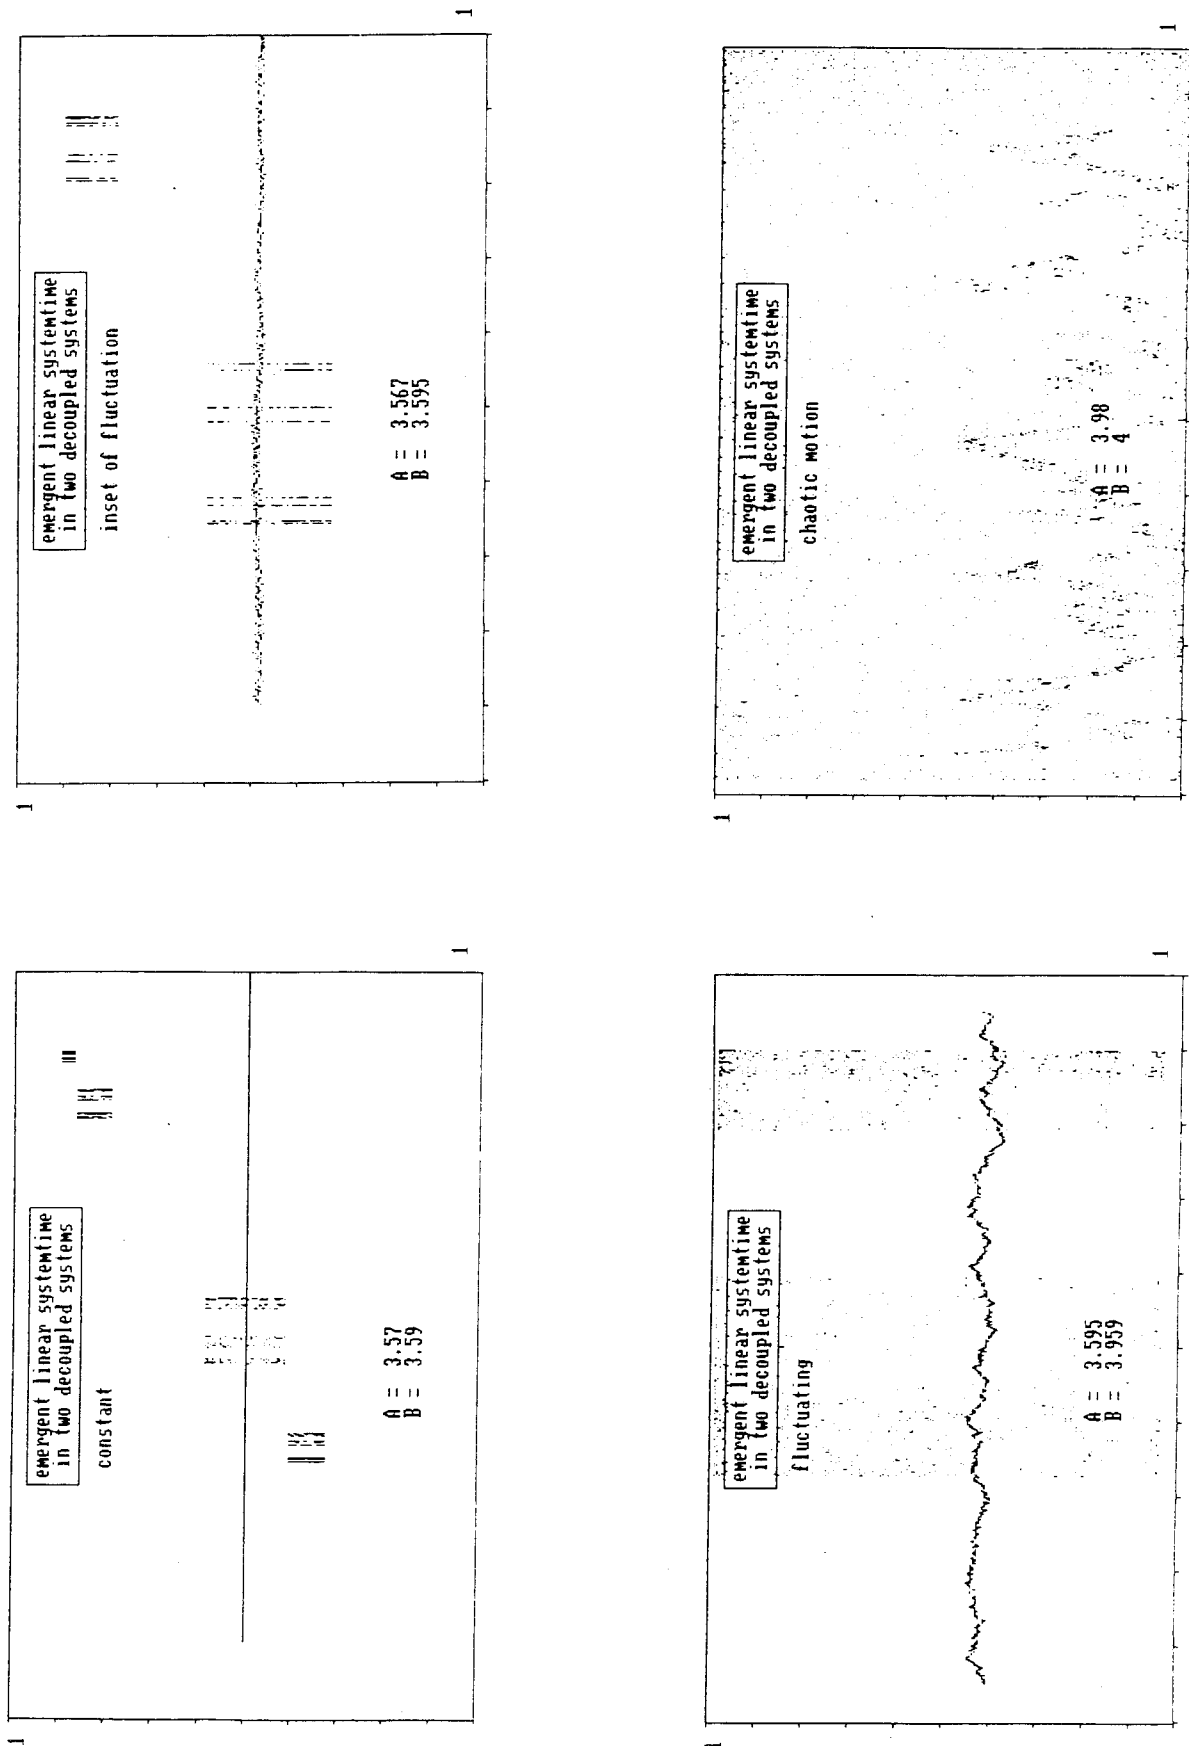 1
emergent linear systemtime
in two decoupled systems
constant
A = 3.57
B = 3.59
1
1
emergent linear systemtime
in two decoupled systems
inset of fluctuation
A = 3.567
B = 3.595
1
1
emergent linear systemtime
in two decoupled systems
fluctuating
A = 3.595
B = 3.959
1
1
emergent linear systemtime
in two decoupled systems
chaotic motion
A = 3.98
B = 4
1